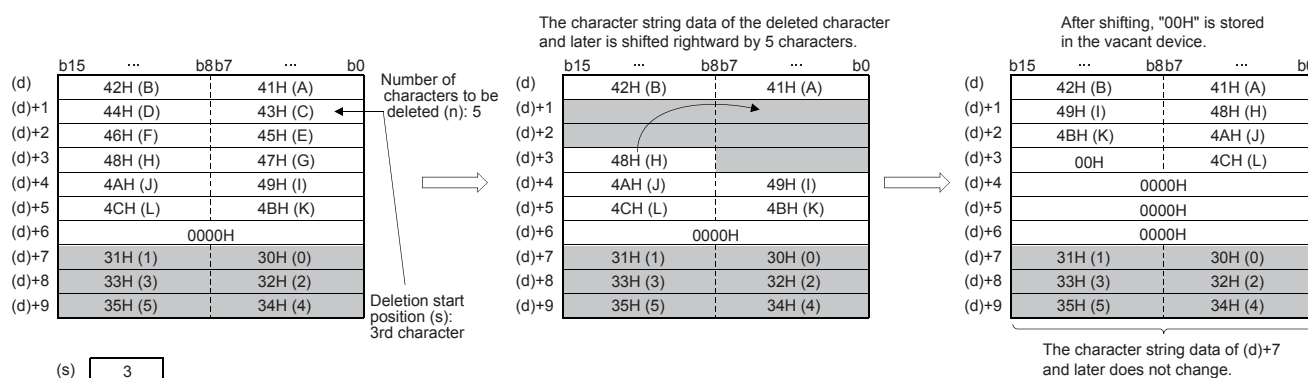 The character string data of the deleted character
and later is shifted rightward by 5 characters.
After shifting, "00H" is stored
in the vacant device.
b15 ... b8 b7 ... b0
(d) 42H (B) 41H (A)
(d)+1 44H (D) 43H (C)
(d)+2 46H (F) 45H (E)
(d)+3 48H (H) 47H (G)
(d)+4 4AH (J) 49H (I)
(d)+5 4CH (L) 4BH (K)
(d)+6 0000H
(d)+7 31H (1) 30H (0)
(d)+8 33H (3) 32H (2)
(d)+9 35H (5) 34H (4)
Number of
characters to be
deleted (n): 5
Deletion start
position (s):
3rd character
(s) 3
b15 ... b8 b7 ... b0
(d) 42H (B) 41H (A)
(d)+1
(d)+2
(d)+3 48H (H)
(d)+4 4AH (J) 49H (I)
(d)+5 4CH (L) 4BH (K)
(d)+6 0000H
(d)+7 31H (1) 30H (0)
(d)+8 33H (3) 32H (2)
(d)+9 35H (5) 34H (4)
b15 ... b8 b7 ... b0
(d) 42H (B) 41H (A)
(d)+1 49H (I) 48H (H)
(d)+2 4BH (K) 4AH (J)
(d)+3 00H 4CH (L)
(d)+4 0000H
(d)+5 0000H
(d)+6 0000H
(d)+7 31H (1) 30H (0)
(d)+8 33H (3) 32H (2)
(d)+9 35H (5) 34H (4)
The character string data of (d)+7
and later does not change.